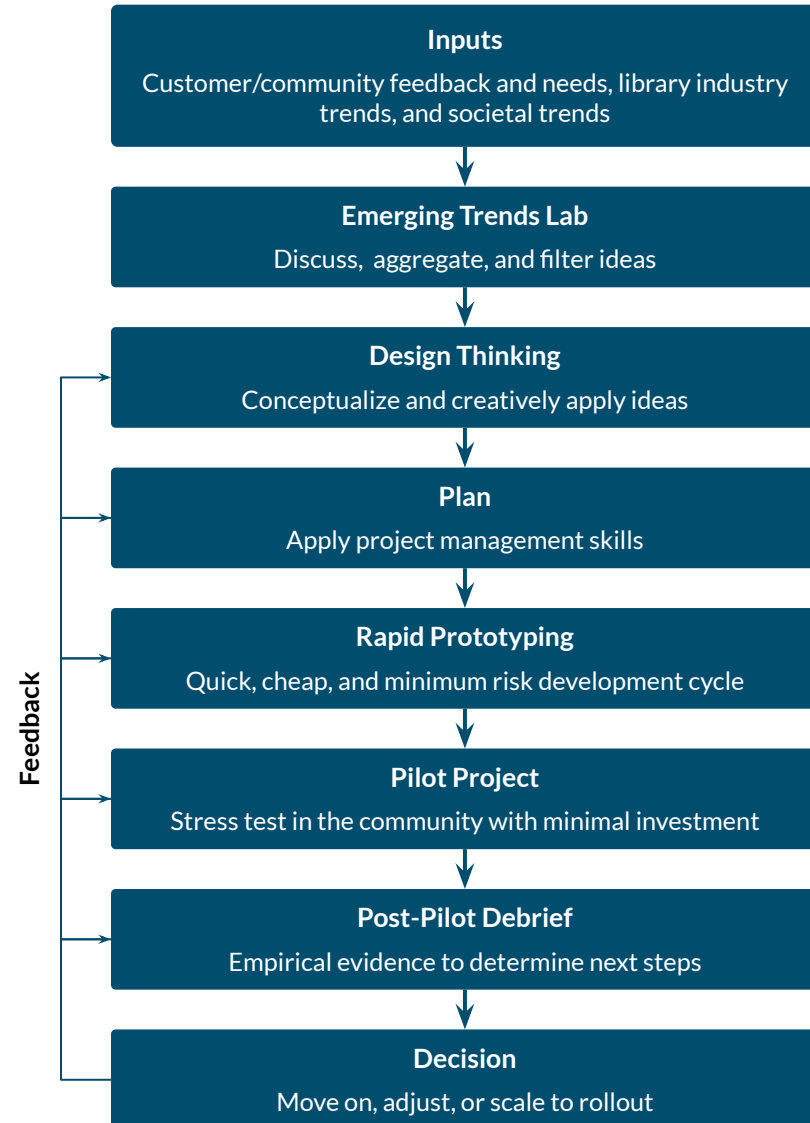 Inputs
Customer/community feedback and needs, library industry
trends, and societal trends
Emerging Trends Lab
Discuss, aggregate, and filter ideas
Design Thinking
Conceptualize and creatively apply ideas
Plan
Apply project management skills
Rapid Prototyping
Quick, cheap, and minimum risk development cycle
Feedback
Pilot Project
Stress test in the community with minimal investment
Post-Pilot Debrief
Empirical evidence to determine next steps
Decision
Move on, adjust, or scale to rollout